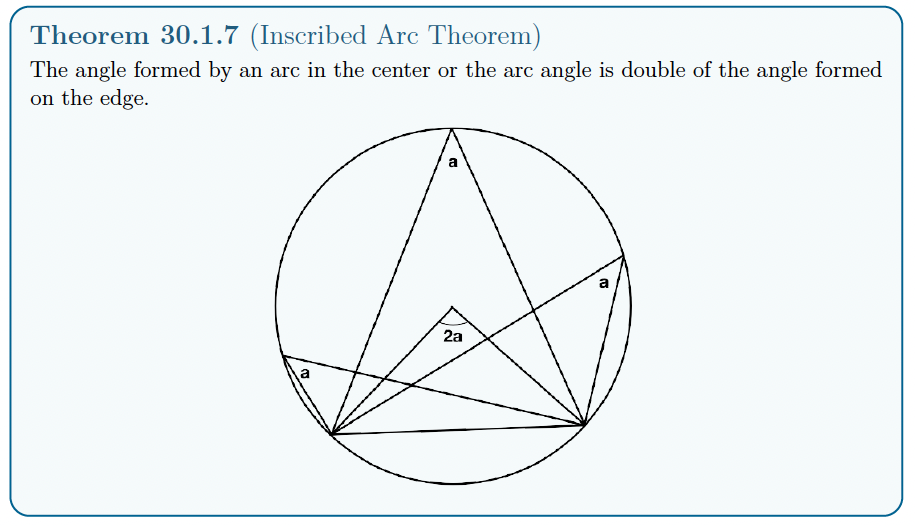 Theorem 30.1.7 (Inscribed Arc Theorem)
The angle formed by an arc in the center or the arc angle is double of the angle formed
on the edge.
a
a
2a
a